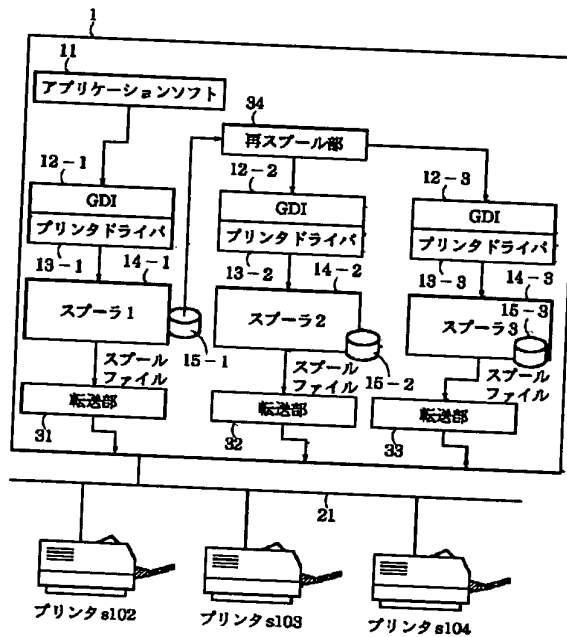 1
11
アプリケーションソフト
34
再スプール部
12-1
12-2
12-3
GDI
プリンタドライバ
GDI
プリンタドライバ
GDI
プリンタドライバ
13-1
14-1
13-2
14-2
13-3
14-3
スプーラ1
15-1
スプーラ2
15-2
スプーラ3
15-3
スプール
ファイル
スプール
ファイル
スプール
ファイル
転送部
31
転送部
32
転送部
33
21
プリンタs102
プリンタs103
プリンタs104